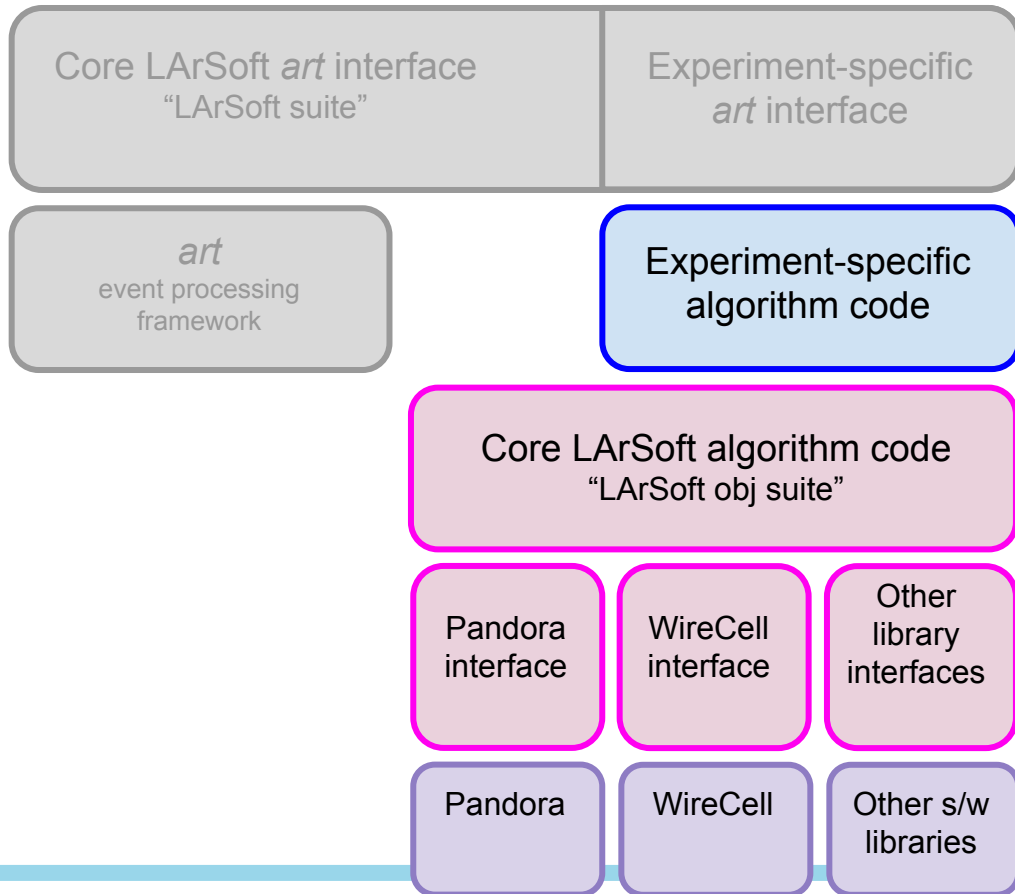 Core LArSoft art interface
“LArSoft suite”
Experiment-specific
art interface
art
event processing
framework
Experiment-specific
algorithm code
Core LArSoft algorithm code
“LArSoft obj suite”
Pandora
interface
WireCell
interface
Other
library
interfaces
Pandora
WireCell
Other s/w
libraries